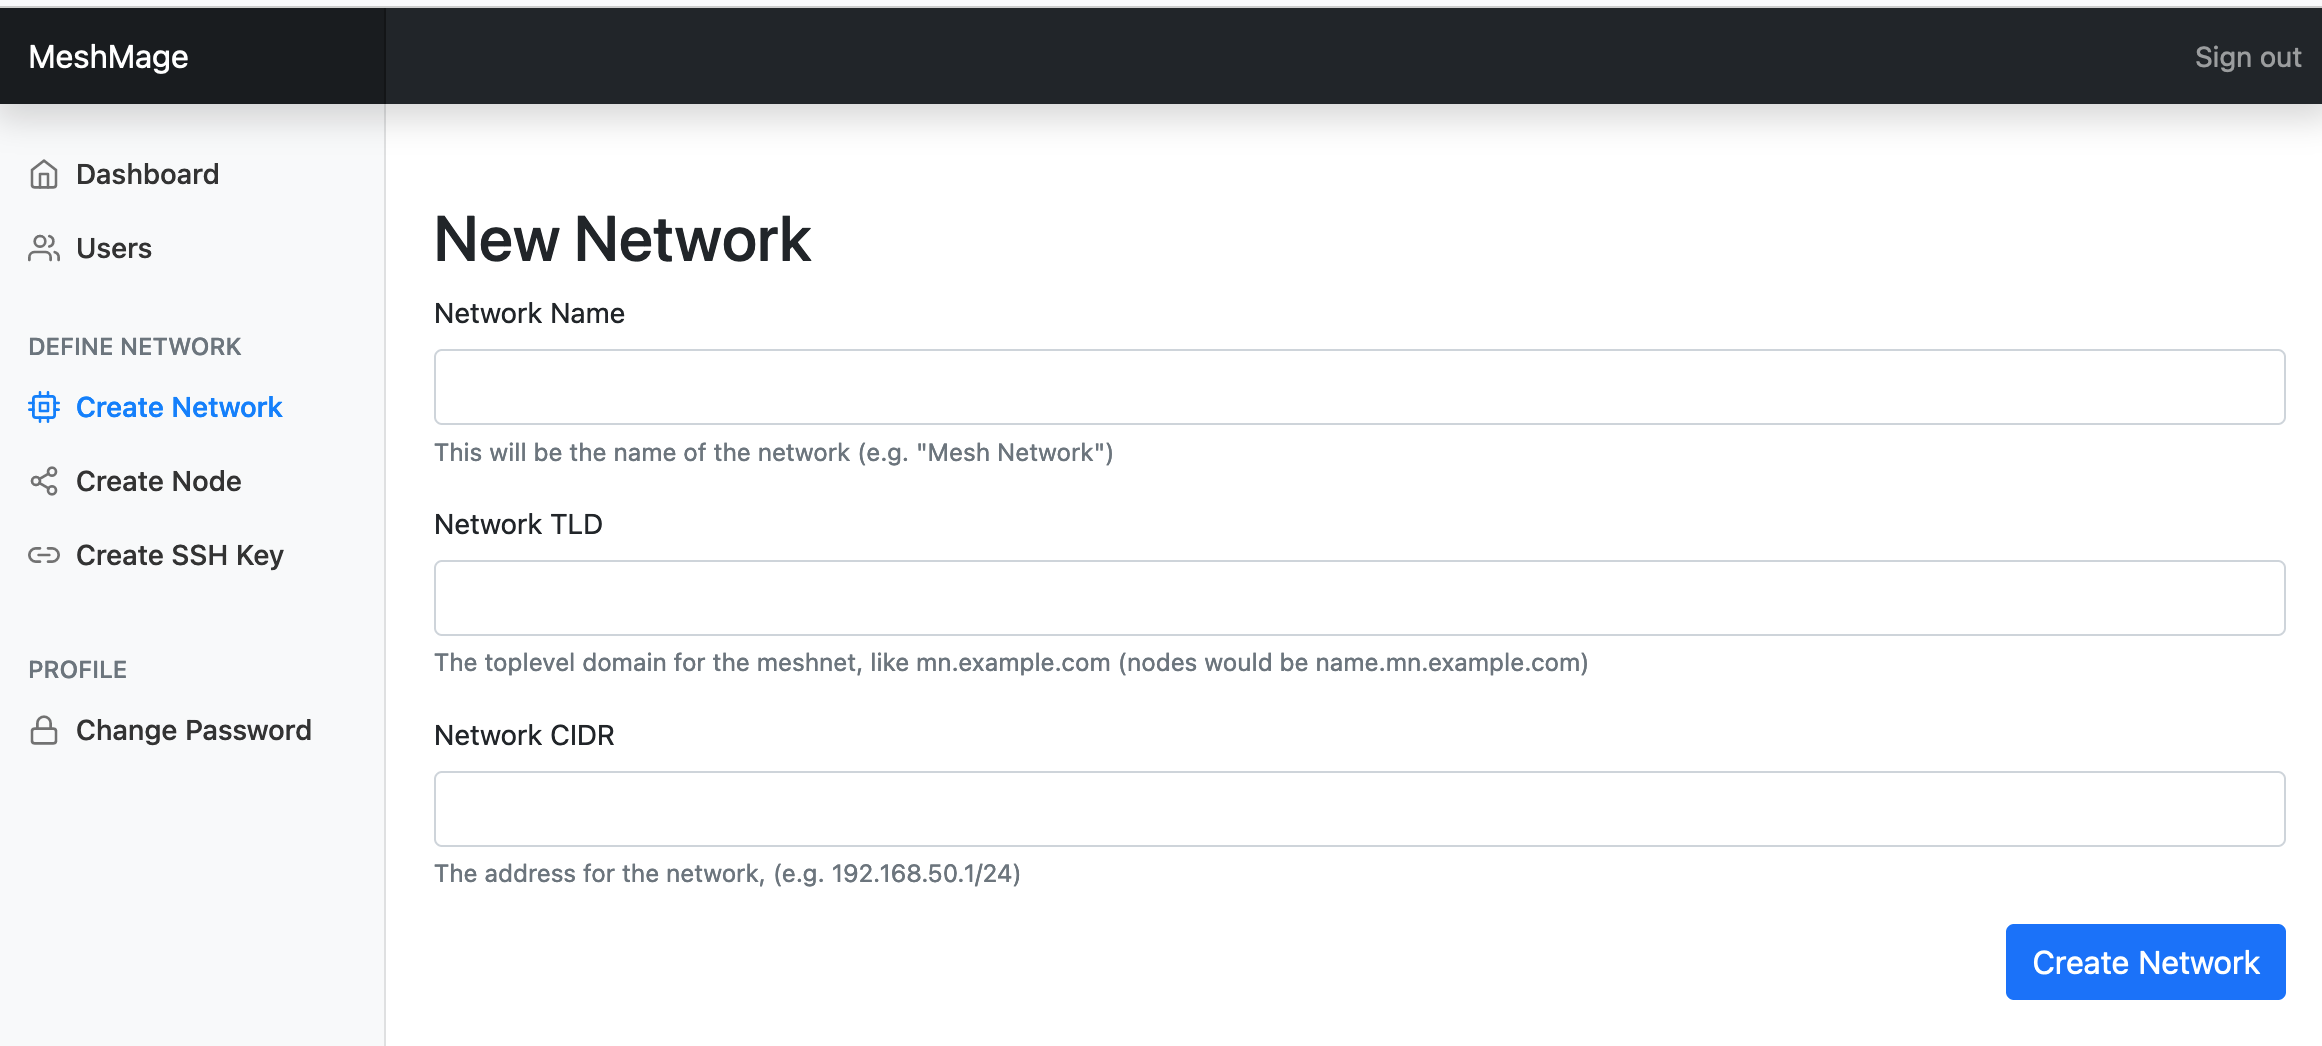 MeshMage
Sign out
Dashboard
Users
DEFINE NETWORK
Create Network
Create Node
Create SSH Key
PROFILE
Change Password
New Network
Network Name
This will be the name of the network (e.g. "Mesh Network")
Network TLD
The toplevel domain for the meshnet, like mn.example.com (nodes would be name.mn.example.com)
Network CIDR
The address for the network, (e.g. 192.168.50.1/24)
Create Network